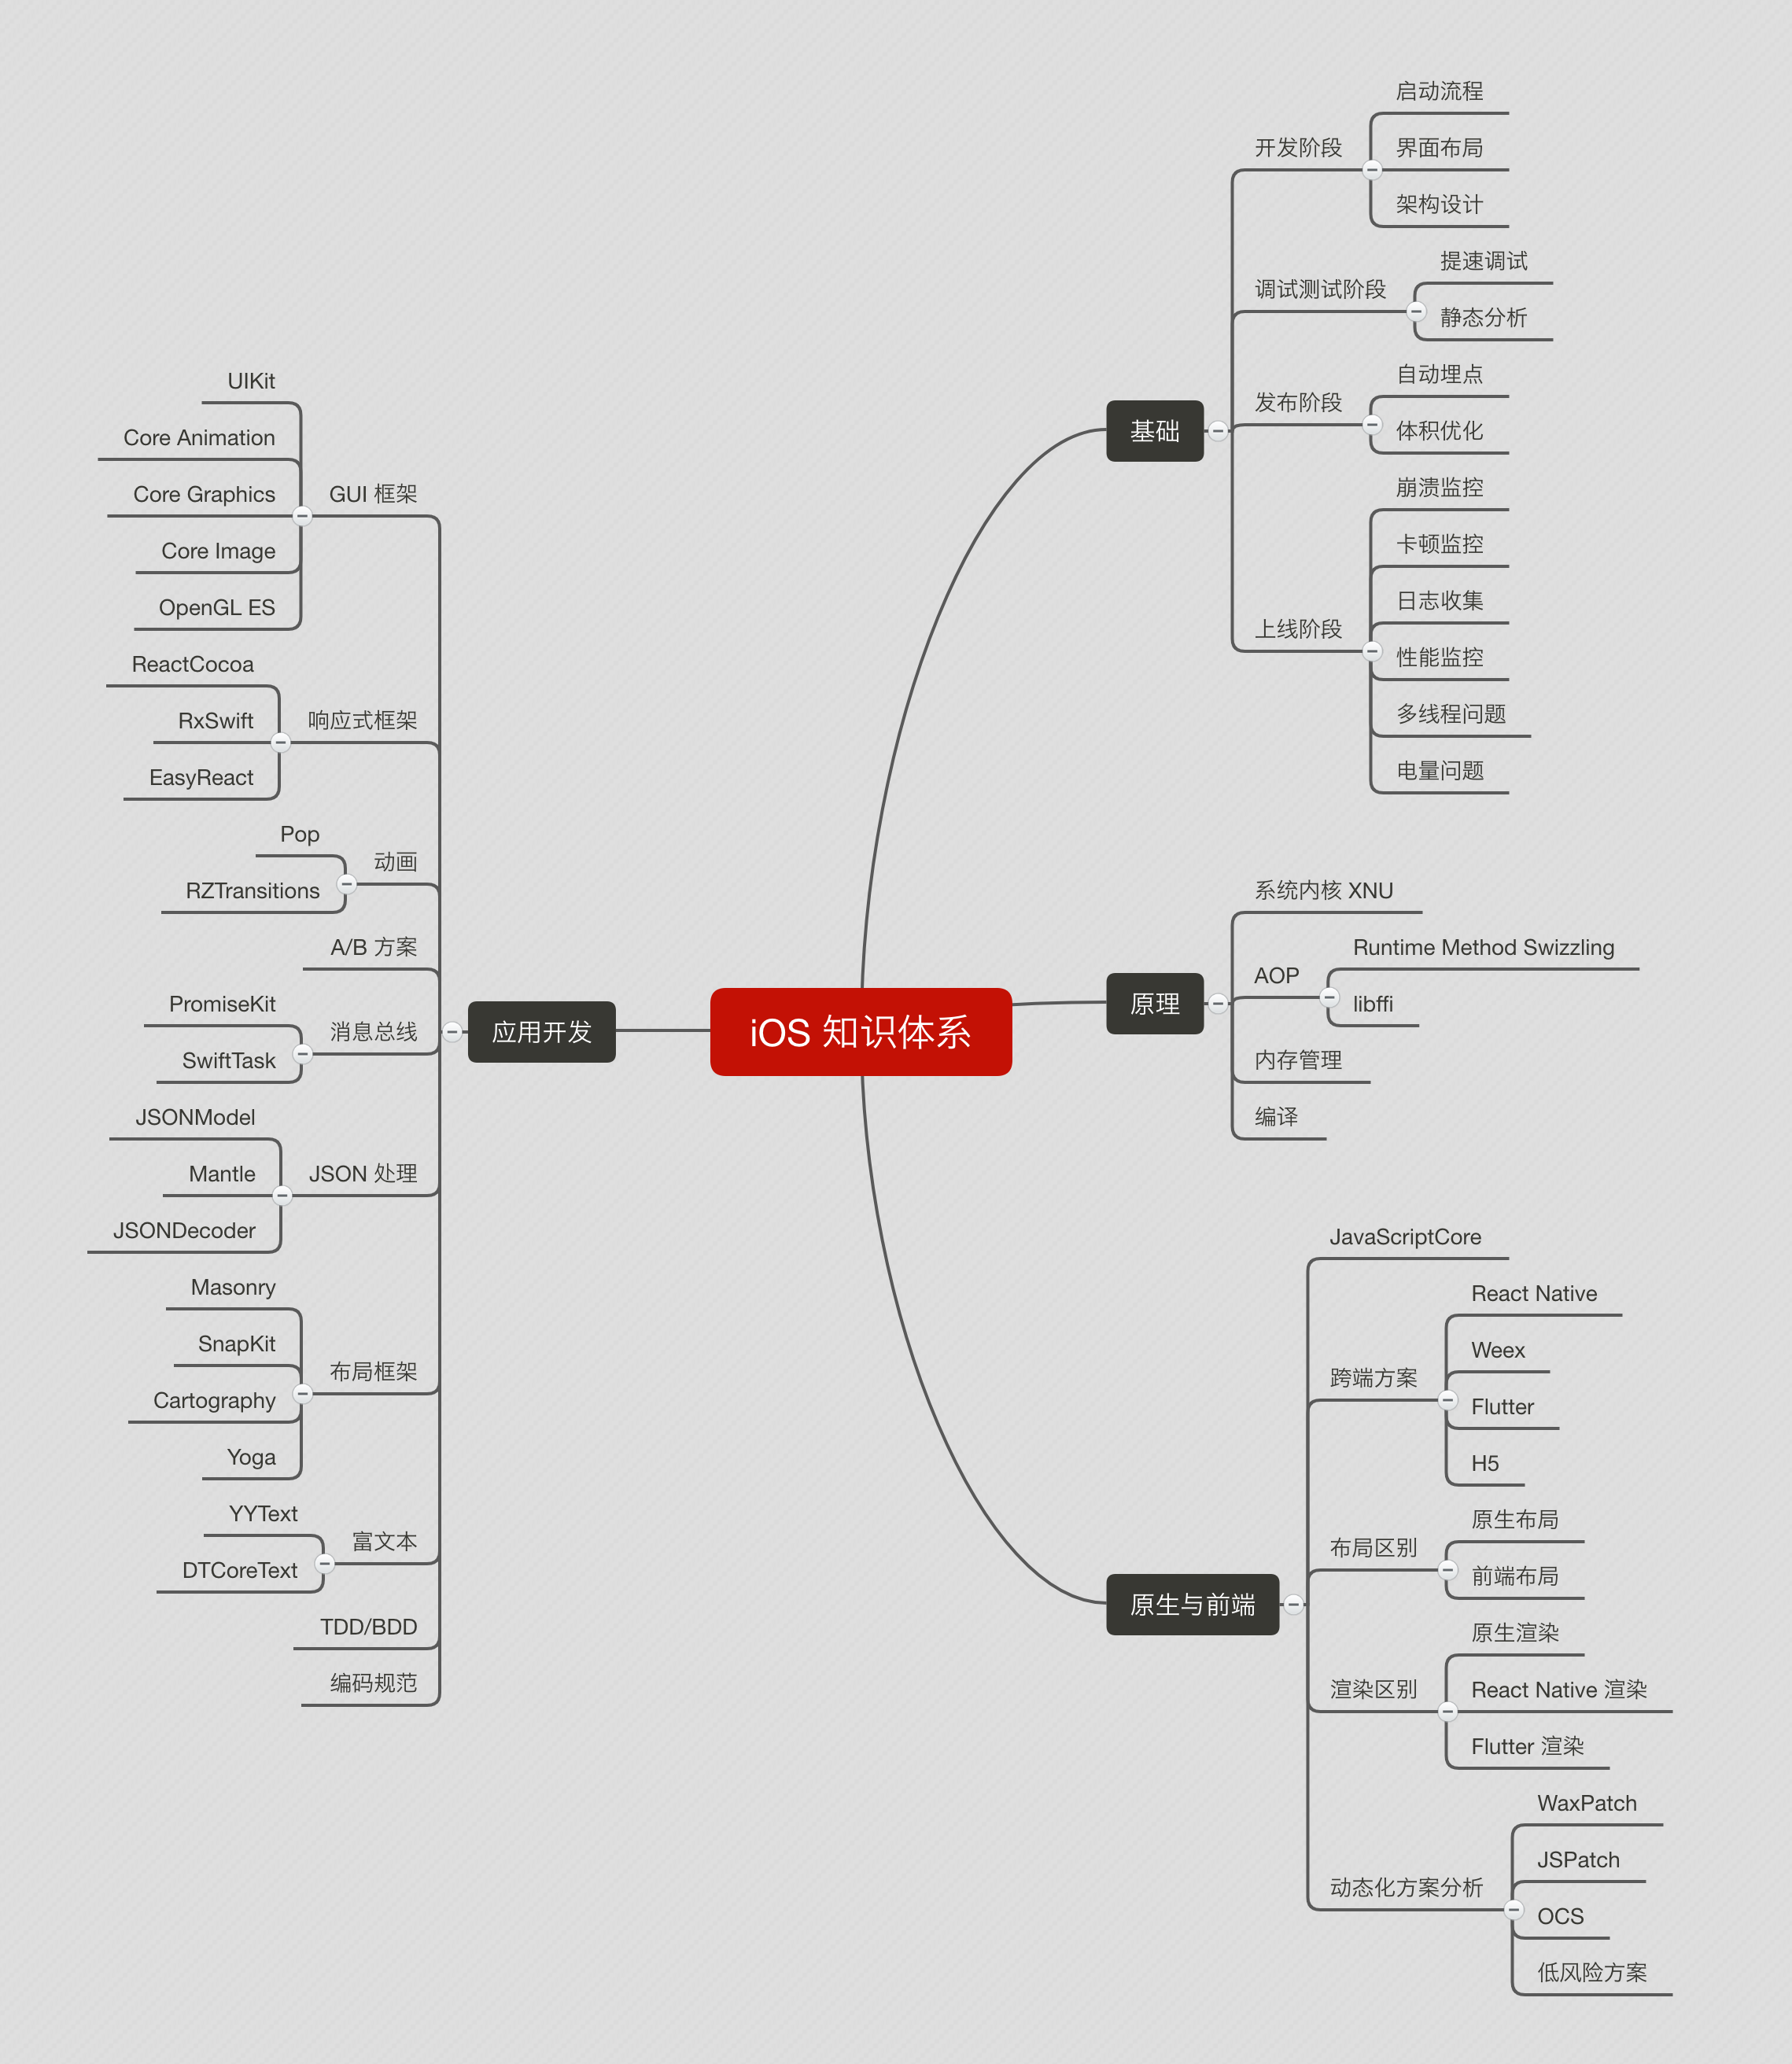 iOS 知识体系
基础
开发阶段
启动流程
界面布局
架构设计
调试测试阶段
提速调试
静态分析
发布阶段
自动埋点
体积优化
上线阶段
崩溃监控
卡顿监控
日志收集
性能监控
多线程问题
电量问题
原理
系统内核 XNU
AOP
Runtime Method Swizzling
libffi
内存管理
编译
原生与前端
JavaScriptCore
跨端方案
React Native
Weex
Flutter
H5
布局区别
原生布局
前端布局
渲染区别
原生渲染
React Native 渲染
Flutter 渲染
动态化方案分析
WaxPatch
JSPatch
OCS
低风险方案
应用开发
GUI 框架
UIKit
Core Animation
Core Graphics
Core Image
OpenGL ES
响应式框架
ReactCocoa
RxSwift
EasyReact
动画
Pop
RZTransitions
A/B 方案
消息总线
PromiseKit
SwiftTask
JSON 处理
JSONModel
Mantle
JSONDecoder
布局框架
Masonry
SnapKit
Cartography
Yoga
富文本
YYText
DTCoreText
TDD/BDD
编码规范